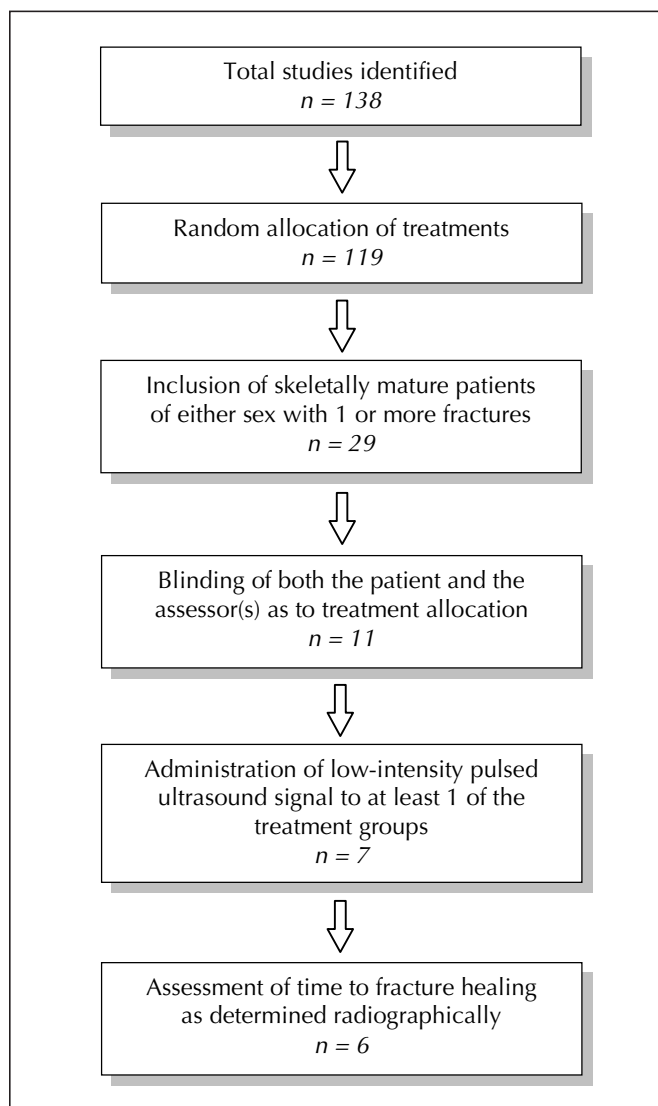 Total studies identified
n = 138
Random allocation of treatments
n = 119
Inclusion of skeletally mature patients
of either sex with 1 or more fractures
n = 29
Blinding of both the patient and the
assessor(s) as to treatment allocation
n = 11
Administration of low-intensity pulsed
ultrasound signal to at least 1 of the
treatment groups
n = 7
Assessment of time to fracture healing
as determined radiographically
n = 6